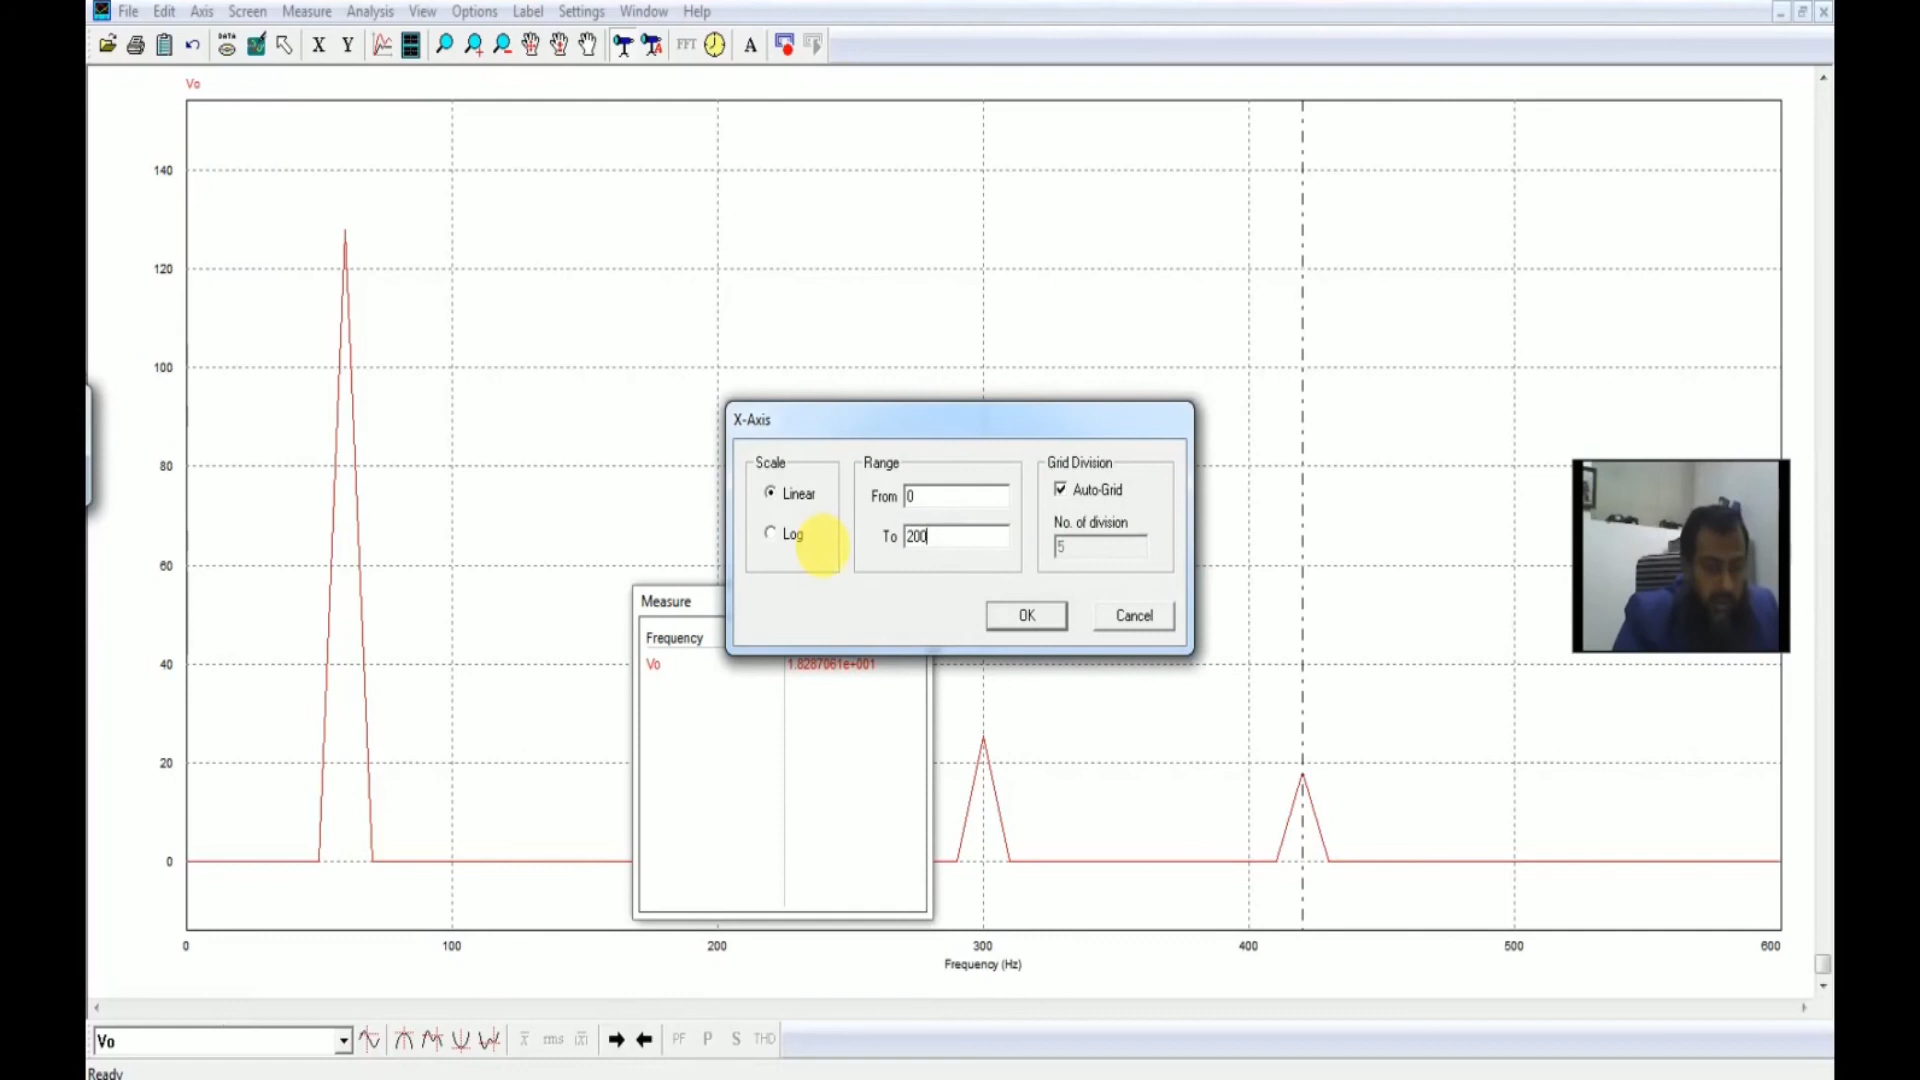 File Edit Axis Screen Measure Analysis View Options Label Settings Window Help
DATA X Y FFT A
Vo
140
120
100
80
60
40
20
0
X-Axis
Scale Range Grid Division
Linear From 0 Auto-Grid
Log To 200 No. of division
5
OK Cancel
Measure
Frequency
Vo 1.8287061e+001
0 100 200 300 400 500 600
Frequency (Hz)
Vo x rms |x| PF P S THD
Ready